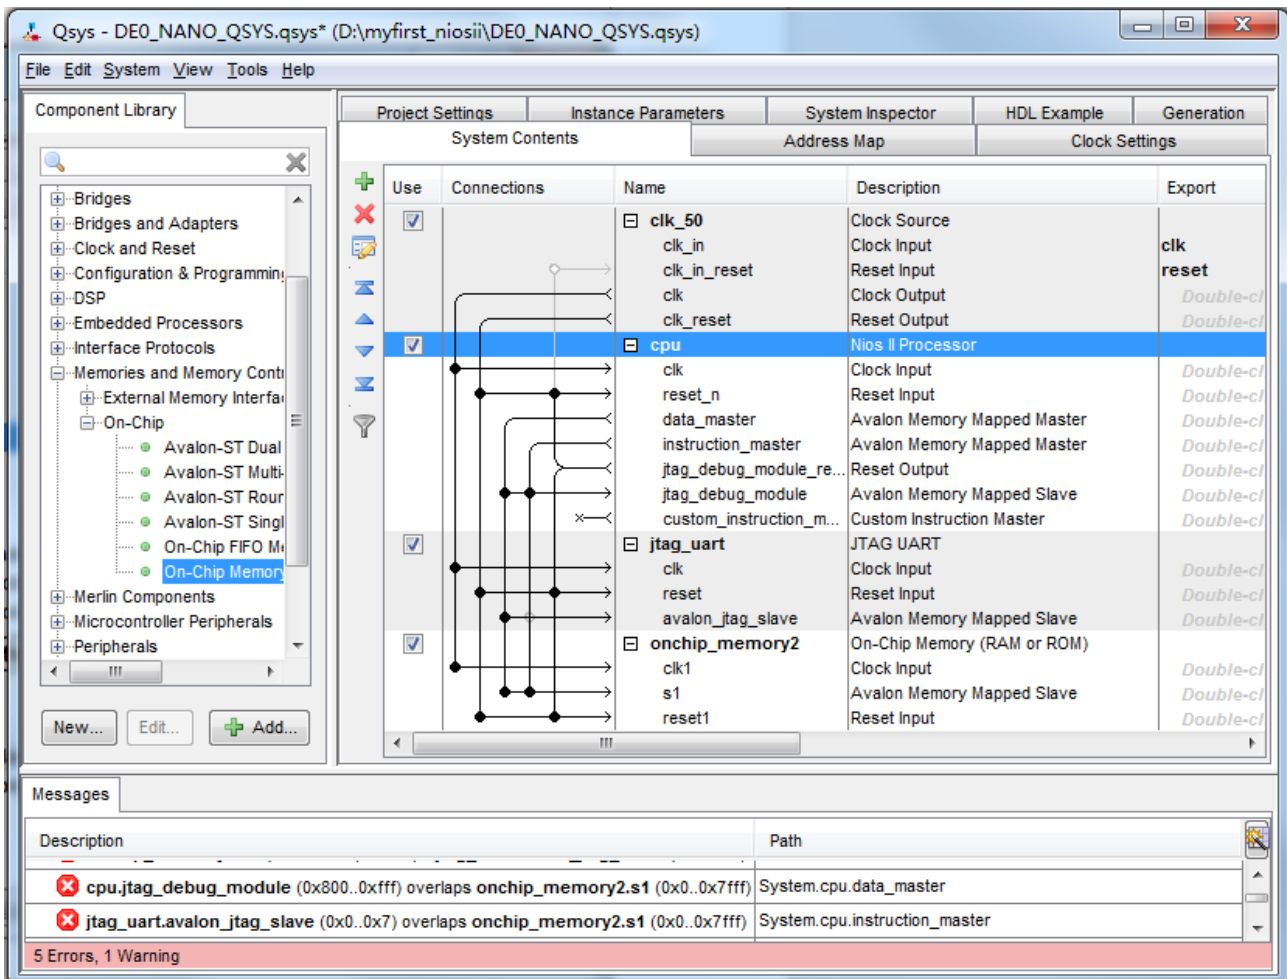 Qsys - DE0_NANO_QSYS.qsys* (D:\myfirst_niosii\DE0_NANO_QSYS.qsys)
File Edit System View Tools Help
Component Library
Bridges
Bridges and Adapters
Clock and Reset
Configuration & Programming
DSP
Embedded Processors
Interface Protocols
Memories and Memory Conti
External Memory Interfa
On-Chip
Avalon-ST Dual
Avalon-ST Multi-
Avalon-ST Rour
Avalon-ST Singl
On-Chip FIFO Me
On-Chip Memory
Merlin Components
Microcontroller Peripherals
Peripherals
New... Edit... Add...
Project Settings Instance Parameters System Inspector HDL Example Generation
System Contents Address Map Clock Settings
Use Connections Name Description Export
clk_50 Clock Source
clk_in Clock Input clk
clk_in_reset Reset Input reset
clk Clock Output Double-cl
clk_reset Reset Output Double-cl
cpu Nios II Processor
clk Clock Input Double-cl
reset_n Reset Input Double-cl
data_master Avalon Memory Mapped Master Double-cl
instruction_master Avalon Memory Mapped Master Double-cl
jtag_debug_module_re... Reset Output Double-cl
jtag_debug_module Avalon Memory Mapped Slave Double-cl
custom_instruction_m... Custom Instruction Master Double-cl
jtag_uart JTAG UART
clk Clock Input Double-cl
reset Reset Input Double-cl
avalon_jtag_slave Avalon Memory Mapped Slave Double-cl
onchip_memory2 On-Chip Memory (RAM or ROM)
clk1 Clock Input Double-cl
s1 Avalon Memory Mapped Slave Double-cl
reset1 Reset Input Double-cl
Messages
Description Path
cpu.jtag_debug_module (0x800..0xfff) overlaps onchip_memory2.s1 (0x0..0x7fff) System.cpu.data_master
jtag_uart.avalon_jtag_slave (0x0..0x7) overlaps onchip_memory2.s1 (0x0..0x7fff) System.cpu.instruction_master
5 Errors, 1 Warning